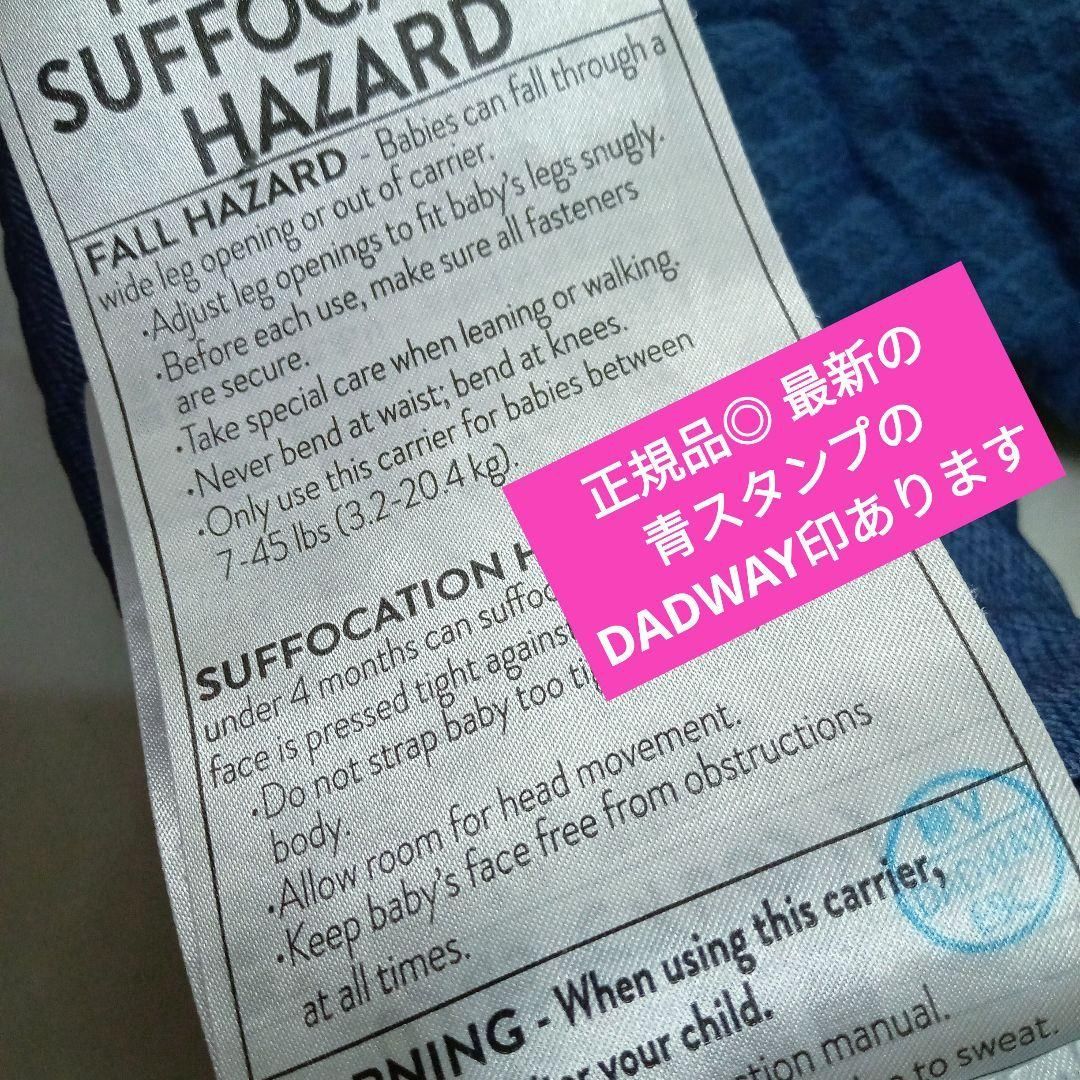 SUFFOCA
HAZARD
FALL HAZARD - Babies can fall through a
wide leg opening or out of carrier.
•Adjust leg openings to fit baby's legs snugly.
•Before each use, make sure all fasteners
are secure.
•Take special care when leaning or walking.
•Never bend at waist; bend at knees.
•Only use this carrier for babies between
7-45 lbs (3.2-20.4 kg).
正規品◎ 最新の
青スタンプの
DADWAY印あります
SUFFOCATION H
under 4 months can suffoc
face is pressed tight against
•Do not strap baby too ti
body.
•Allow room for head movement.
•Keep baby's face free from obstructions
at all times.
DADWAY
RNING - When using this carrier,
your child.
ction manual.
to sweat.